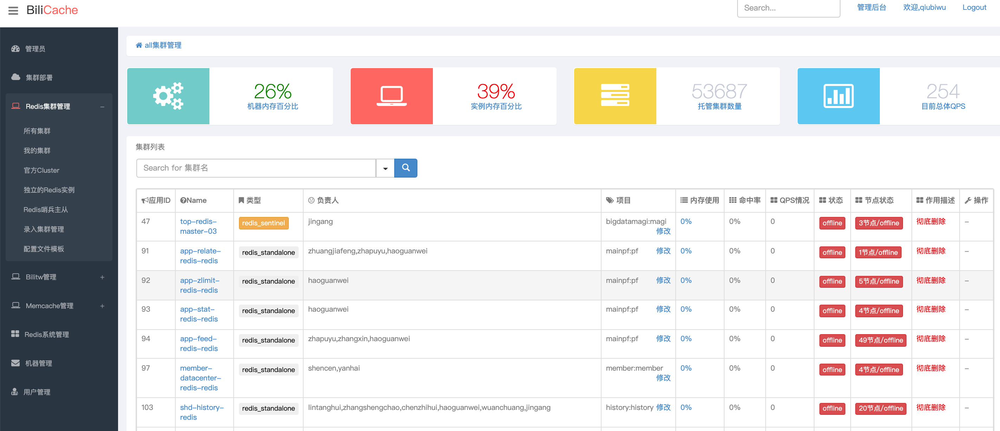 BiliCache
Search...
管理后台
欢迎,qiubiwu
Logout
管理员
集群部署
Redis集群管理 –
所有集群
我的集群
官方Cluster
独立的Redis实例
Redis哨兵主从
录入集群管理
配置文件模板
Bilitw管理 +
Memcache管理 +
Redis系统管理
机器管理
用户管理
all集群管理
26%
机器内存百分比
39%
实例内存百分比
53687
托管集群数量
254
目前总体QPS
集群列表
Search for 集群名
应用ID Name 类型 负责人 项目 内存使用 命中率 QPS情况 状态 节点状态 作用描述 操作
47 top-redis- redis_sentinel jingang bigdatamagi:magi 0% 0% 0 offline 3节点/offline 彻底删除 –
master-03 修改
91 app-relate- redis_standalone zhuangjiafeng,zhapuyu,haoguanwei mainpf:pf 修改 0% 0% 0 offline 1节点/offline 彻底删除 –
redis-redis
92 app-zlimit- redis_standalone haoguanwei mainpf:pf 修改 0% 0% 0 offline 5节点/offline 彻底删除 –
redis-redis
93 app-stat- redis_standalone haoguanwei mainpf:pf 修改 0% 0% 0 offline 4节点/offline 彻底删除 –
redis-redis
94 app-feed- redis_standalone zhapuyu,zhangxin,haoguanwei mainpf:pf 修改 0% 0% 0 offline 49节点/offline 彻底删除 –
redis-redis
97 member- redis_standalone shencen,yanhai member:member 0% 0% 0 offline 4节点/offline 彻底删除 –
datacenter- 修改
redis-redis
103 shd-history- redis_standalone lintanghui,zhangshengchao,chenzhihui,haoguanwei,wuanchuang,jingang history:history 修改 0% 0% 0 offline 20节点/offline 彻底删除 –
redis